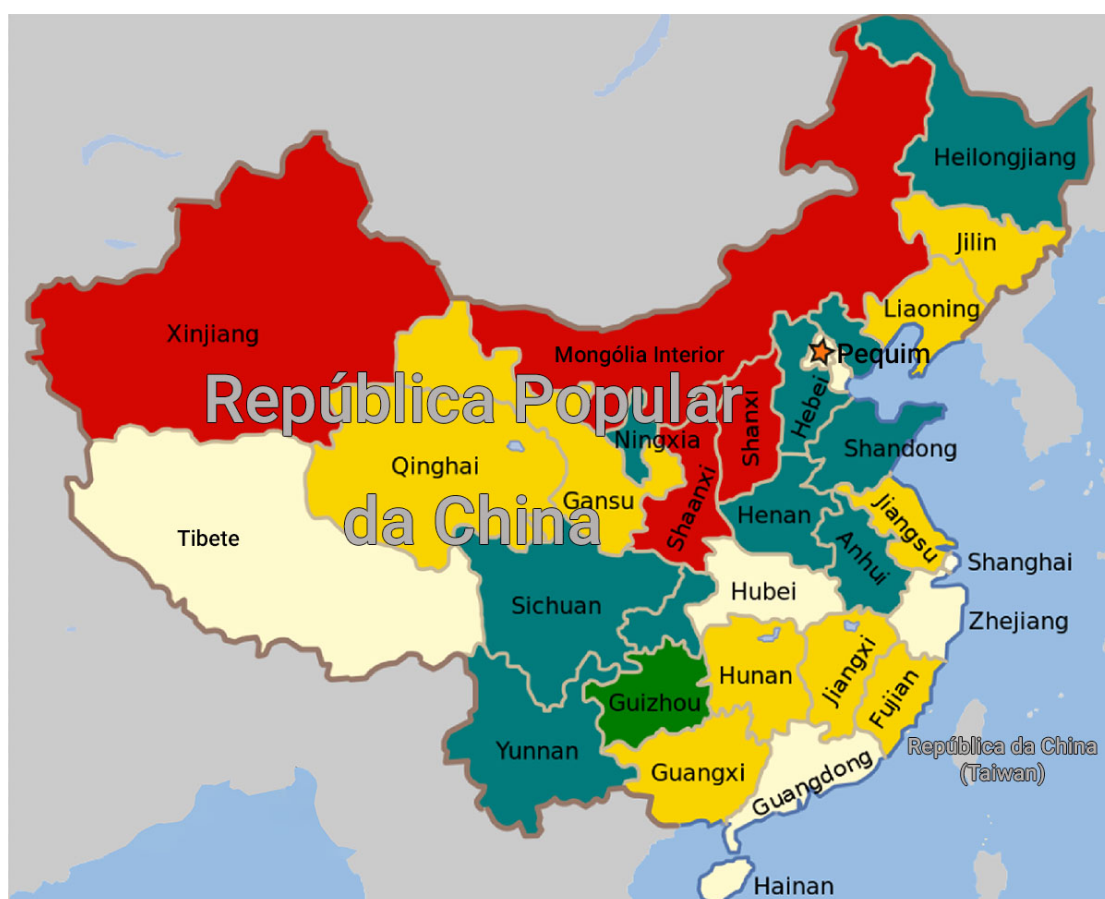 Heilongjiang
Jilin
Liaoning
Xinjiang
Mongólia Interior
Pequim
República Popular
da China
Hebei
Shanxi
Ningxia
Shandong
Qinghai
Gansu
Shaanxi
Henan
Jiangsu
Tibete
Anhui
Shanghai
Sichuan
Hubei
Zhejiang
Hunan
Jiangxi
Fujian
Guizhou
Yunnan
Guangxi
Guangdong
República da China
(Taiwan)
Hainan